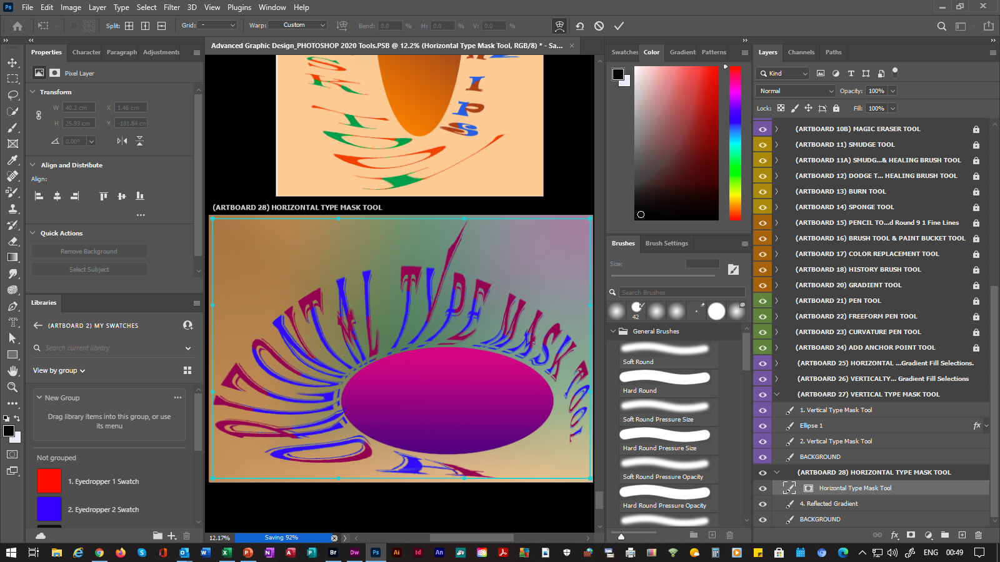 Ps File Edit Image Layer Type Select Filter 3D View Plugins Window Help
Split: Grid: - Warp: Custom Bend: 0.0 % H: 0.0 % V: 0.0 %
Properties Character Paragraph Adjustments
Pixel Layer
Transform
W 40.2 cm X 1.46 cm
H 25.93 cm Y -181.84 cm
0.00°
Align and Distribute
Align:
Quick Actions
Remove Background
Select Subject
Libraries
(ARTBOARD 2) MY SWATCHES
Search current library
View by group
New Group
Drag library items into this group, or use
its menu
Not grouped
1. Eyedropper 1 Swatch
2. Eyedropper 2 Swatch
Advanced Graphic Design_PHOTOSHOP 2020 Tools.PSB @ 12.2% (Horizontal Type Mask Tool, RGB/8) * - Sa...
(ARTBOARD 28) HORIZONTAL TYPE MASK TOOL
HORIZONTAL TYPE MASK TOOL
12.17% Saving 92%
Swatches Color Gradients Patterns
Brushes Brush Settings
Size:
Search Brushes
42
General Brushes
Soft Round
Hard Round
Soft Round Pressure Size
Hard Round Pressure Size
Soft Round Pressure Opacity
Hard Round Pressure Opacity
Layers Channels Paths
Kind
Normal Opacity: 100%
Lock: Fill: 100%
(ARTBOARD 10B) MAGIC ERASER TOOL
(ARTBOARD 11) SMUDGE TOOL
(ARTBOARD 11A) SMUDG...& HEALING BRUSH TOOL
(ARTBOARD 12) DODGE T... HEALING BRUSH TOOL
(ARTBOARD 13) BURN TOOL
(ARTBOARD 14) SPONGE TOOL
(ARTBOARD 15) PENCIL TO...d Round 9 1 Fine Lines
(ARTBOARD 16) BRUSH TOOL & PAINT BUCKET TOOL
(ARTBOARD 17) COLOR REPLACEMENT TOOL
(ARTBOARD 18) HISTORY BRUSH TOOL
(ARTBOARD 20) GRADIENT TOOL
(ARTBOARD 21) PEN TOOL
(ARTBOARD 22) FREEFORM PEN TOOL
(ARTBOARD 23) CURVATURE PEN TOOL
(ARTBOARD 24) ADD ANCHOR POINT TOOL
(ARTBOARD 25) HORIZONTAL ...Gradient Fill Selections.
(ARTBOARD 26) VERTICALTY... Gradient Fill Selections
(ARTBOARD 27) VERTICAL TYPE MASK TOOL
1. Vertical Type Mask Tool
Ellipse 1 fx
2. Vertical Type Mask Tool
BACKGROUND
(ARTBOARD 28) HORIZONTAL TYPE MASK TOOL
Horizontal Type Mask Tool
4. Reflected Gradient
BACKGROUND
fx
Br Dw Ps Ai Id An
ENG 00:49